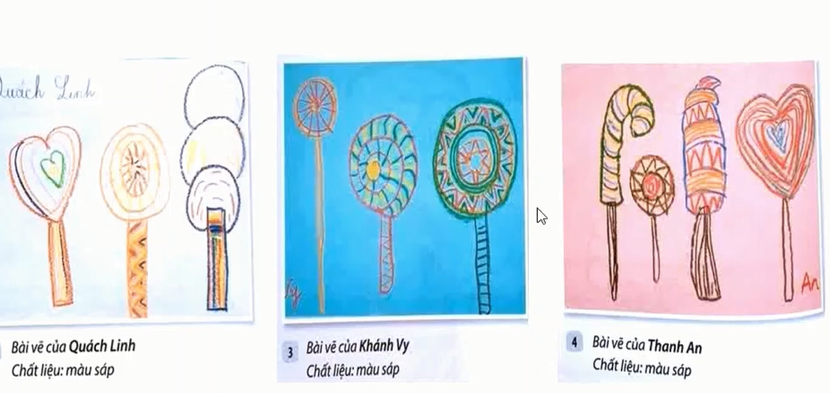 Quách Linh
Bài vẽ của Quách Linh
Chất liệu: màu sáp
Vy
3
Bài vẽ của Khánh Vy
Chất liệu: màu sáp
An
4
Bài vẽ của Thanh An
Chất liệu: màu sáp